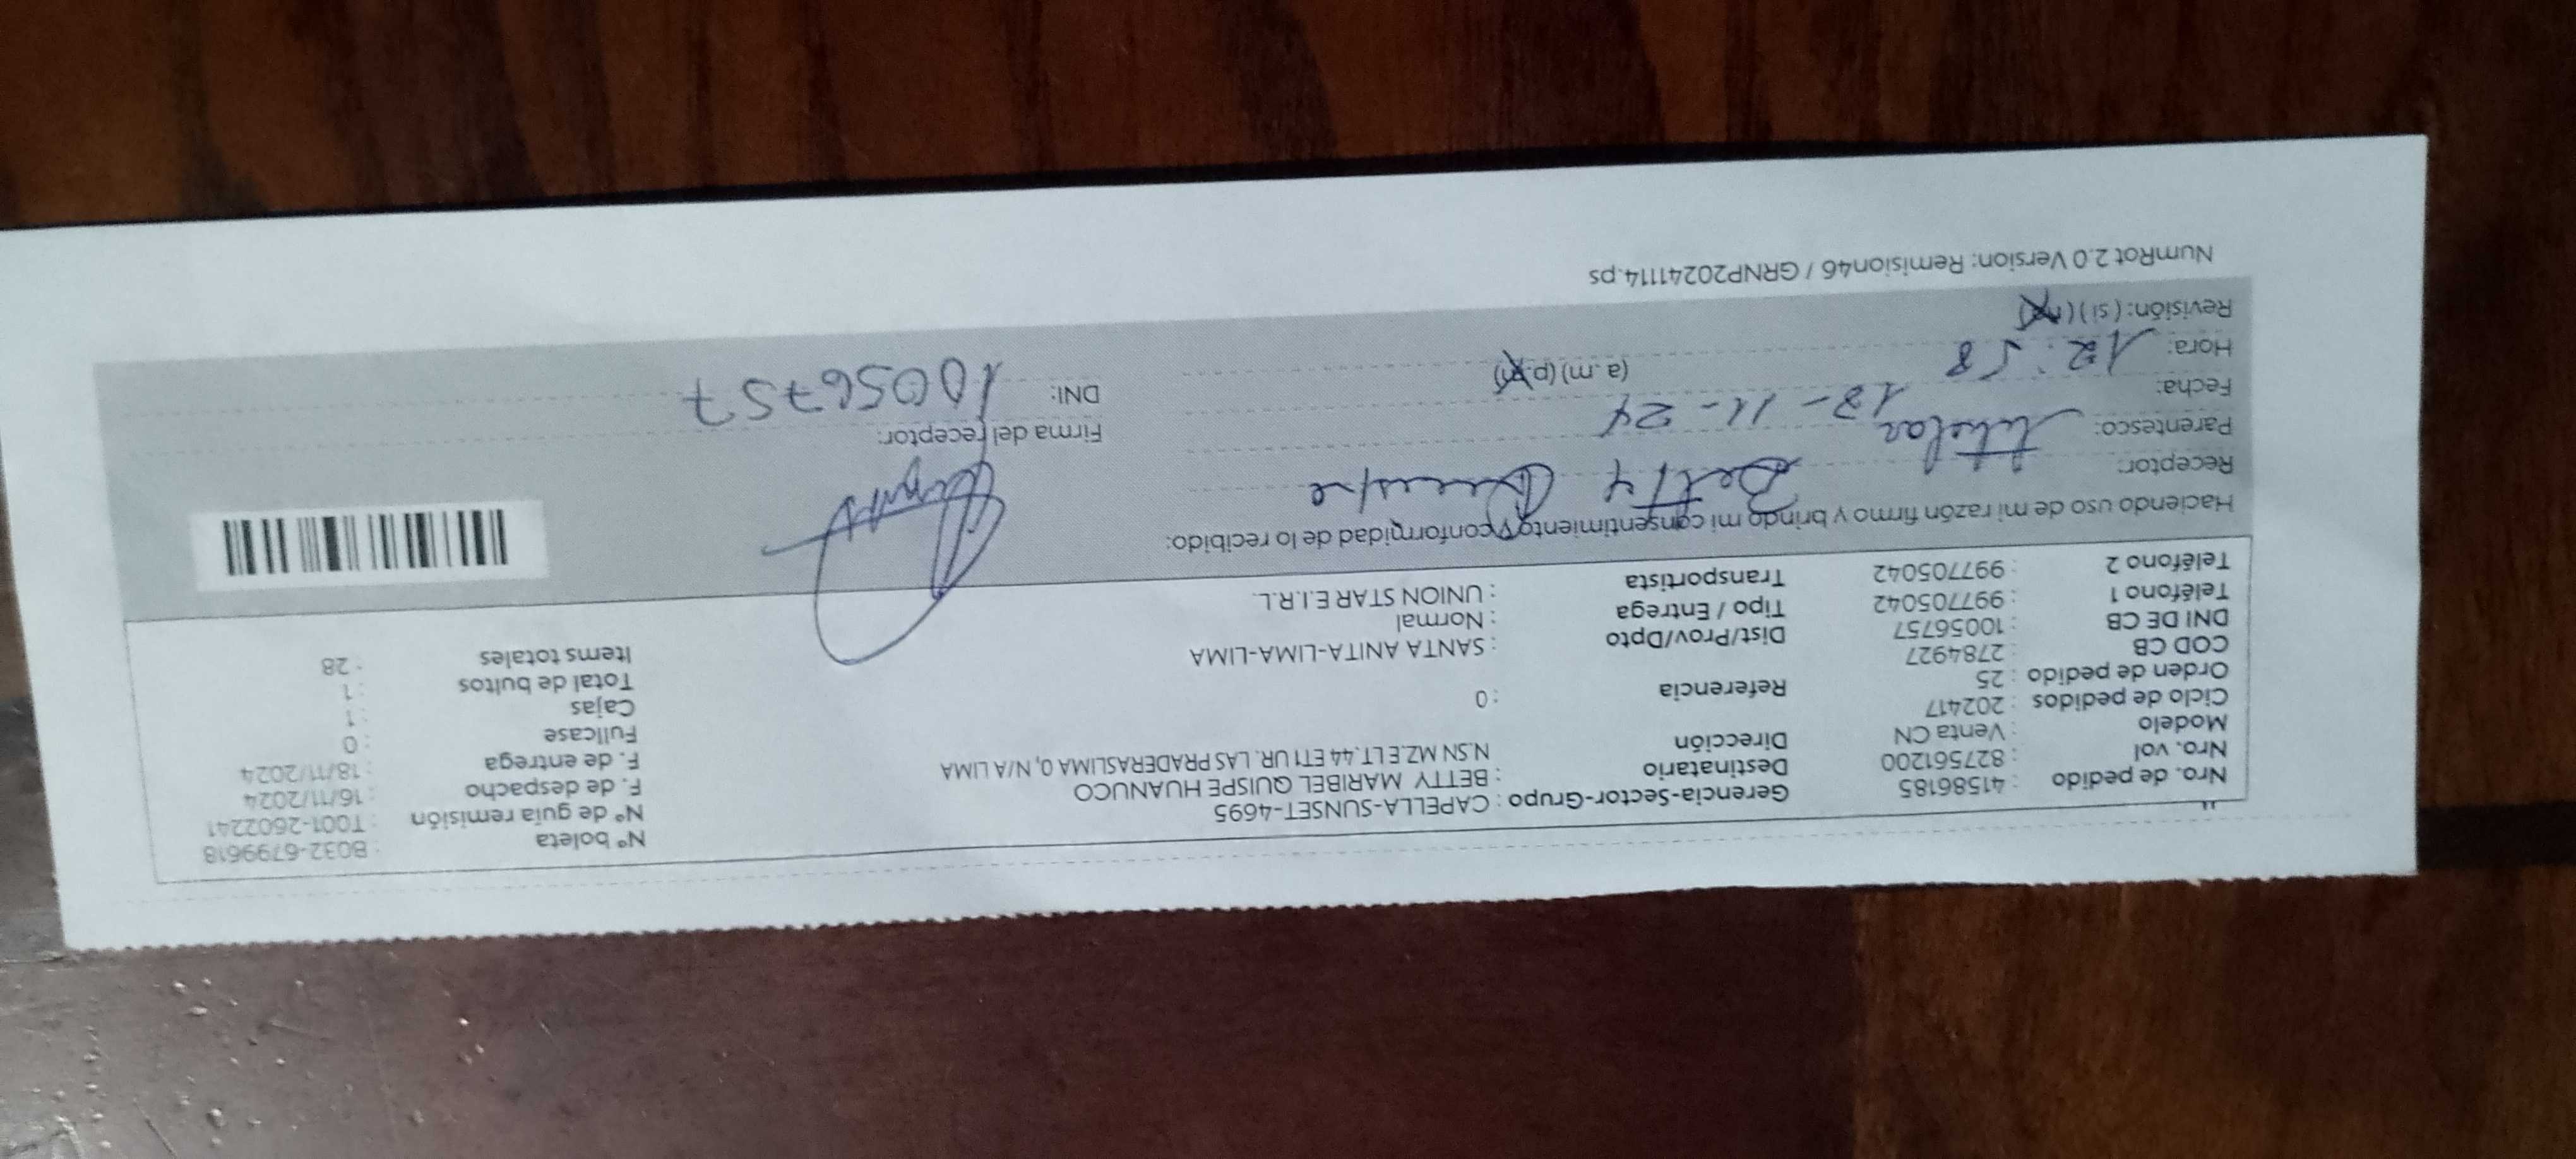 Nro. de pedido : 41586185
Nro. vol : 827561200
Modelo : Venta CN
Ciclo de pedidos : 202417
Orden de pedido : 25
COD CB : 2784927
DNI DE CB : 10056757
Teléfono 1 : 997705042
Teléfono 2 : 997705042
Gerencia-Sector-Grupo : CAPELLA-SUNSET-4695
Destinatario : BETTY MARIBEL QUISPE HUANUCO
Dirección N.SN MZ.E LT.44 ET1 UR. LAS PRADERASLIMA 0, N/A LIMA
Referencia : 0
Dist/Prov/Dpto : SANTA ANITA-LIMA-LIMA
Tipo / Entrega : Normal
Transportista : UNION STAR E.I.R.L.
N° boleta : B032-6799618
N° de guía remisión : T001-2602241
F. de despacho : 16/11/2024
F. de entrega : 18/11/2024
Fullcase : 0
Cajas : 1
Total de bultos : 1
Items totales : 28
Haciendo uso de mi razón firmo y brindo mi consentimiento y conformidad de lo recibido:
Receptor: Betty
Parentesco: titular
Fecha: 18-11-24
Hora: 12:58 (a.m) (p.m)
Revisión: (si) (no)
Firma del receptor:
DNI: 10056757
NumRot 2.0 Version: Remision46 / GRNP20241114.ps